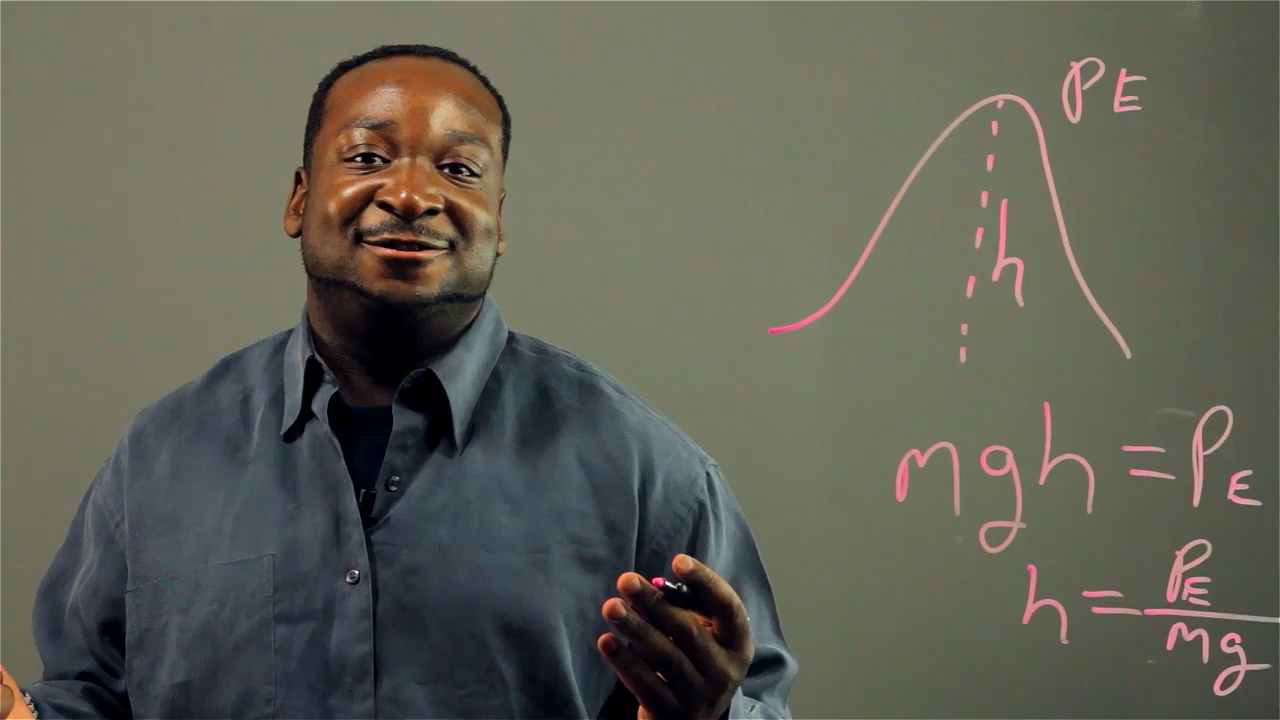 PE
h
mgh = PE
h = PE/mg